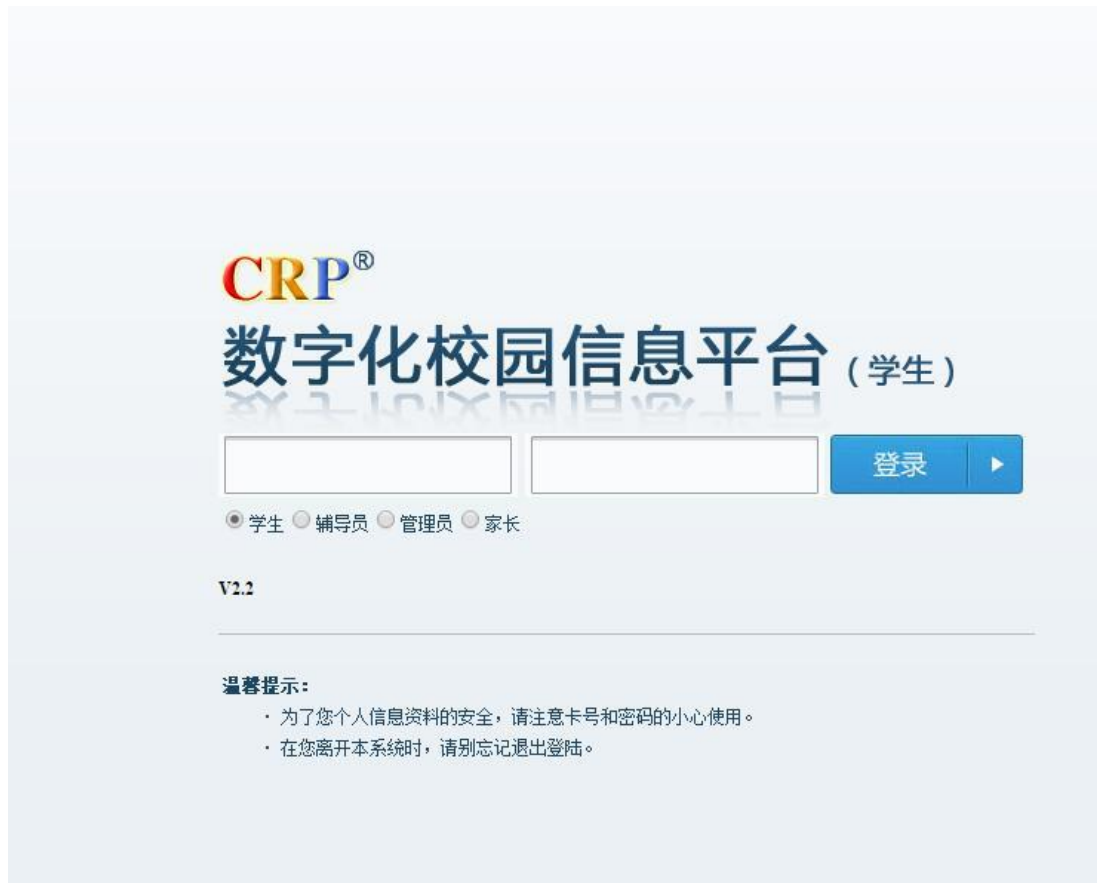 CRP®
数字化校园信息平台（学生）
登录
学生 辅导员 管理员 家长
V2.2
温馨提示：
· 为了您个人信息资料的安全，请注意卡号和密码的小心使用。
· 在您离开本系统时，请别忘记退出登陆。